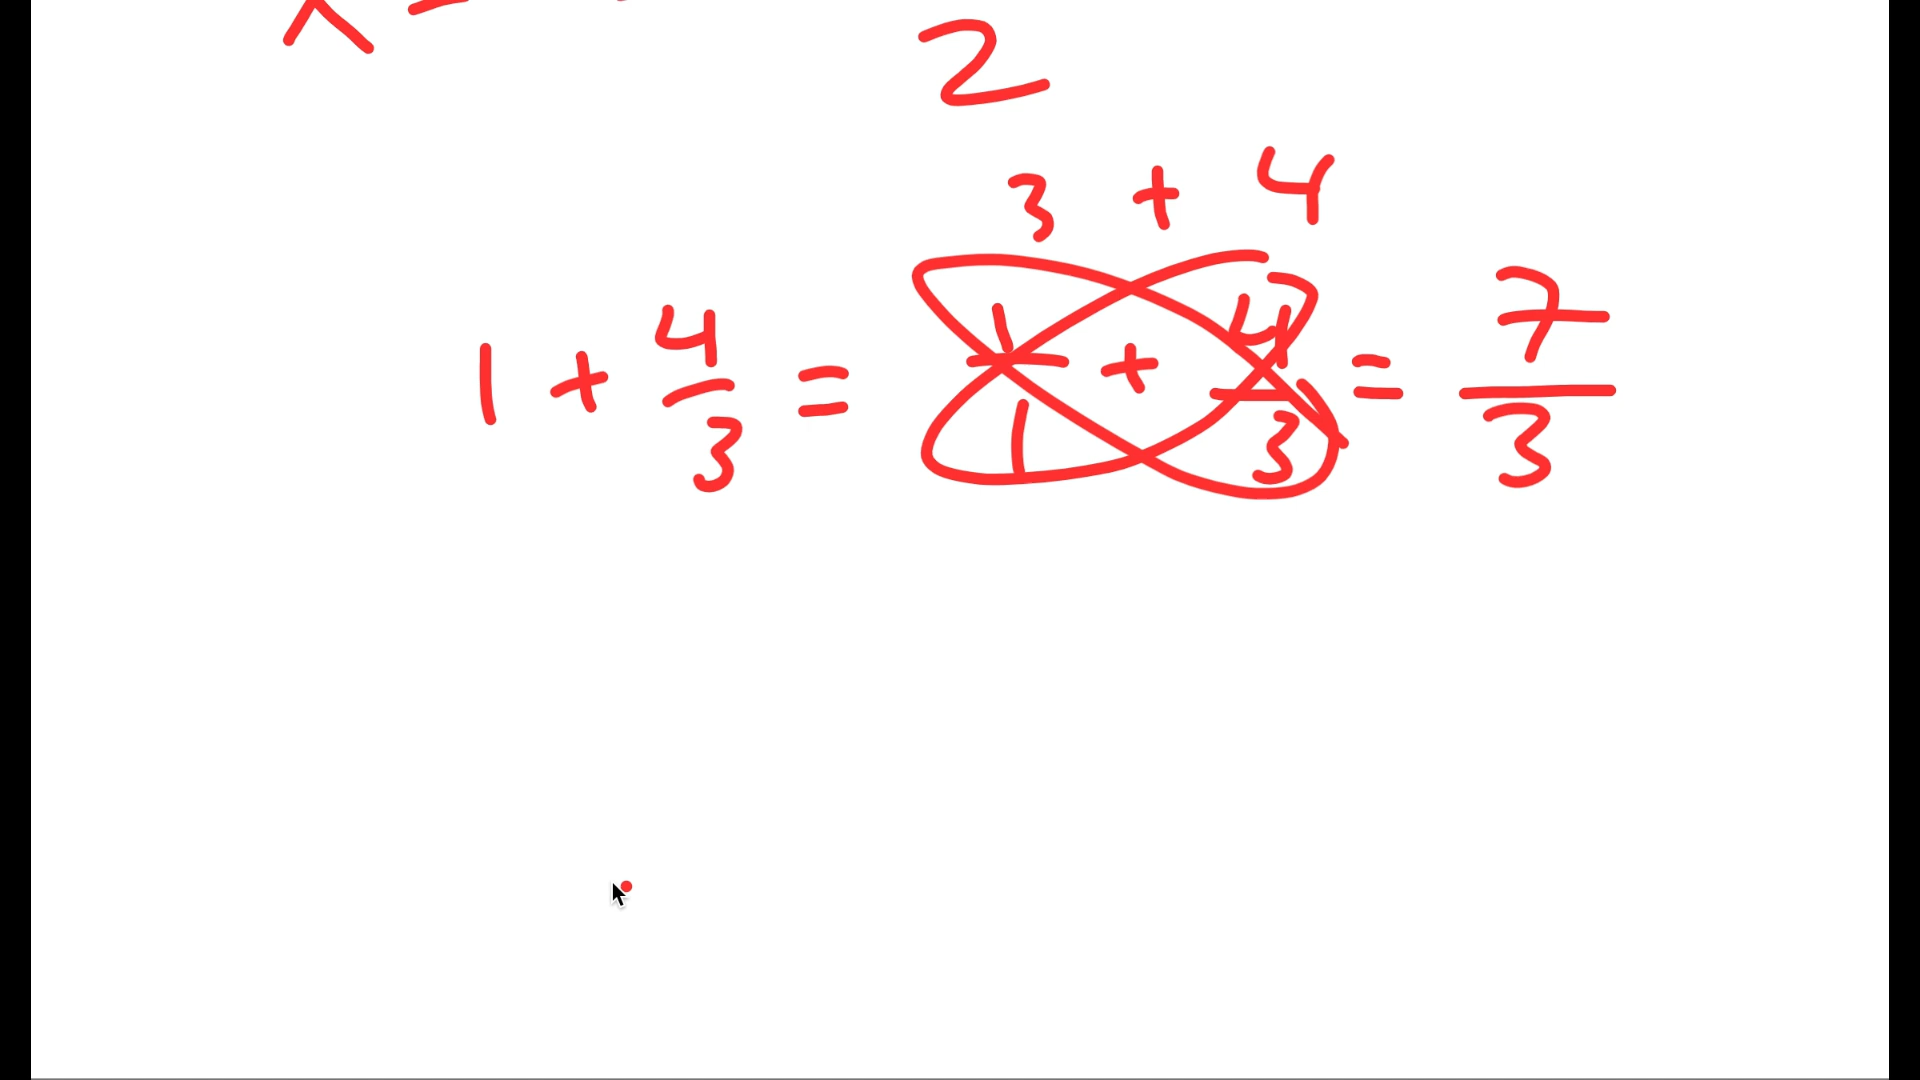 x =
2
3 + 4
1 + 4/3 = 1/1 + 4/3 = 7/3